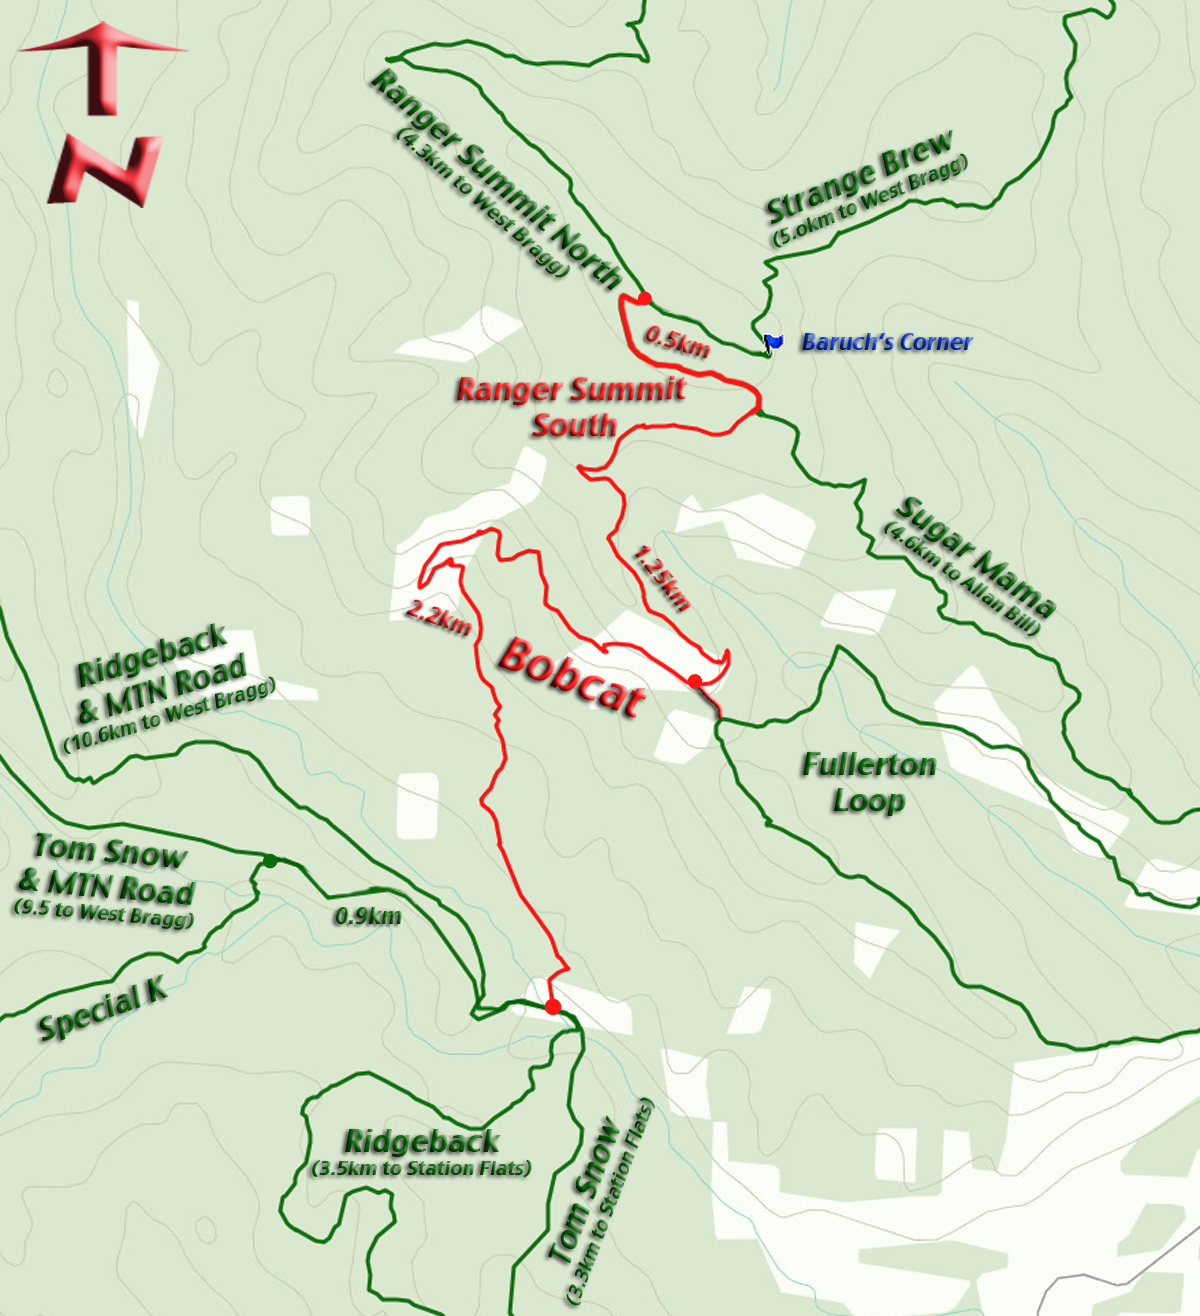 N
Ranger Summit North
(4.3km to West Bragg)
Strange Brew
(5.0km to West Bragg)
0.5km
Baruch's Corner
Ranger Summit
South
Sugar Mama
(4.6km to Allan Bill)
1.25km
2.2km
Bobcat
Ridgeback
& MTN Road
(10.6km to West Bragg)
Fullerton
Loop
Tom Snow
& MTN Road
(9.5 to West Bragg)
0.9km
Special K
Ridgeback
(3.5km to Station Flats)
Tom Snow
(3.3km to Station Flats)